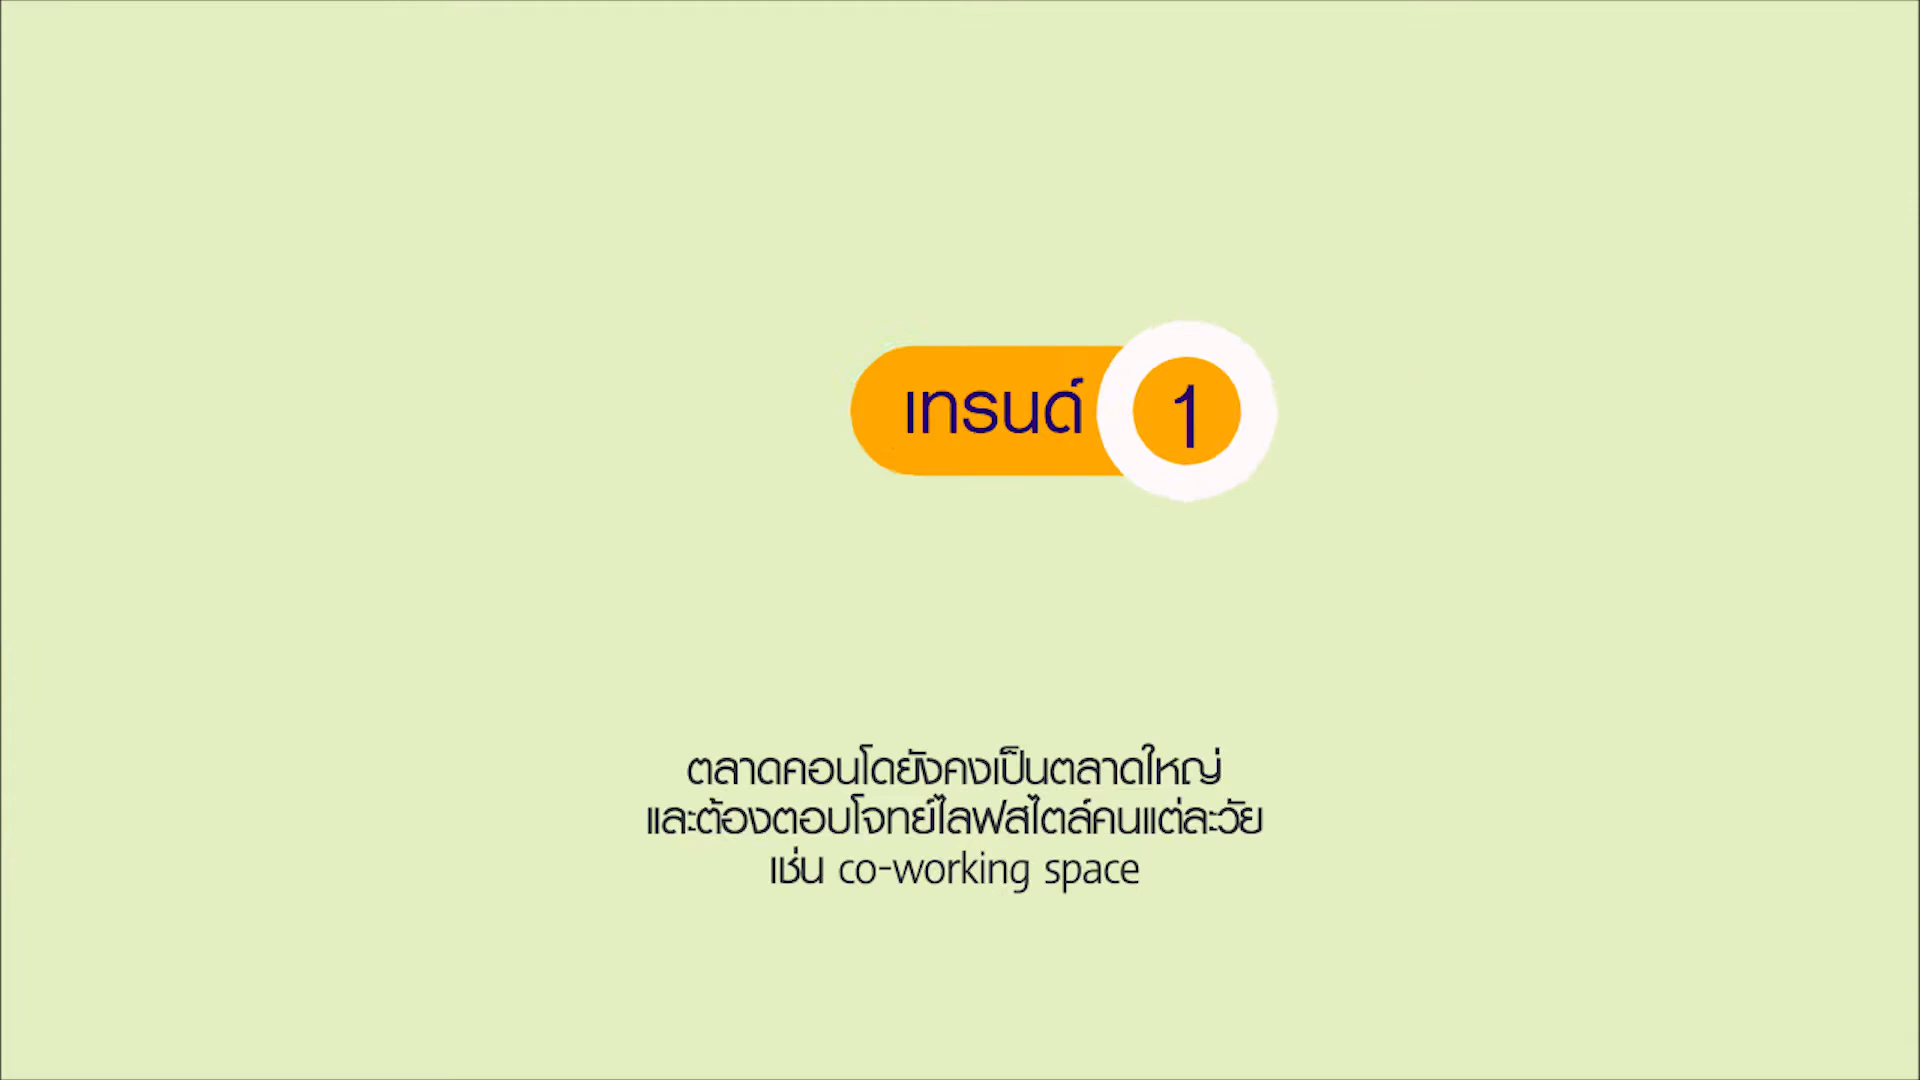 เทรนด์ 1
ตลาดคอนโดยังคงเป็นตลาดใหญ่
และต้องตอบโจทย์ไลฟสไตล์คนแต่ละวัย
เช่น co-working space